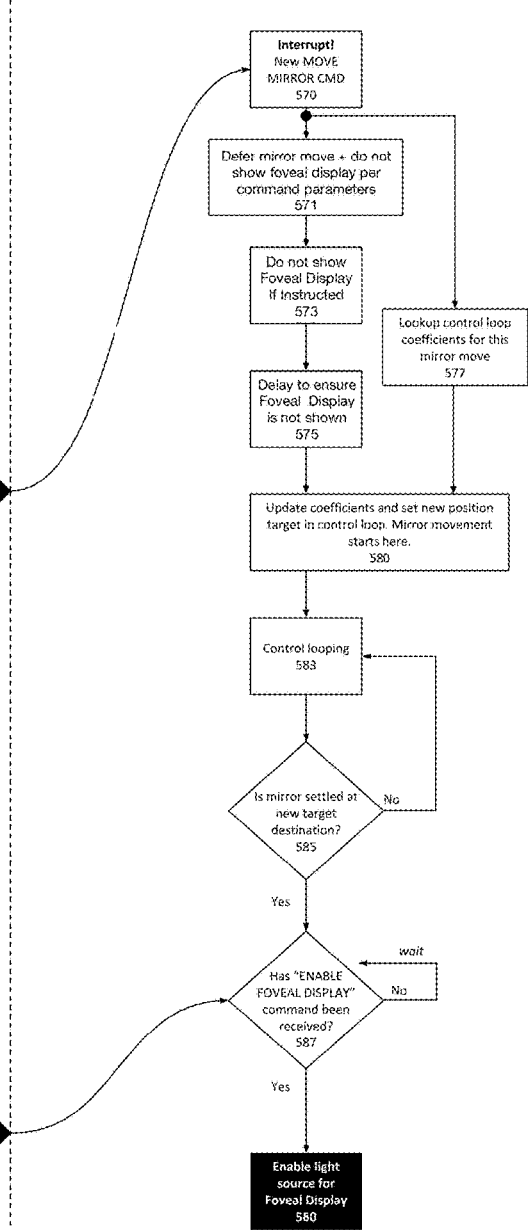 Interrupt!
New MOVE
MIRROR CMD
570
Defer mirror move + do not
show foveal display per
command parameters
571
Do not show
Foveal Display
If Instructed
573
Lookup control loop
coefficients for this
mirror move
577
Delay to ensure
Foveal Display
is not shown
575
Update coefficients and set new position
target in control loop. Mirror movement
starts here.
580
Control looping
583
Is mirror settled at
new target
destination?
585
No
Yes
wait
Has "ENABLE
FOVEAL DISPLAY"
command been
received?
587
No
Yes
Enable light
source for
Foveal Display
580